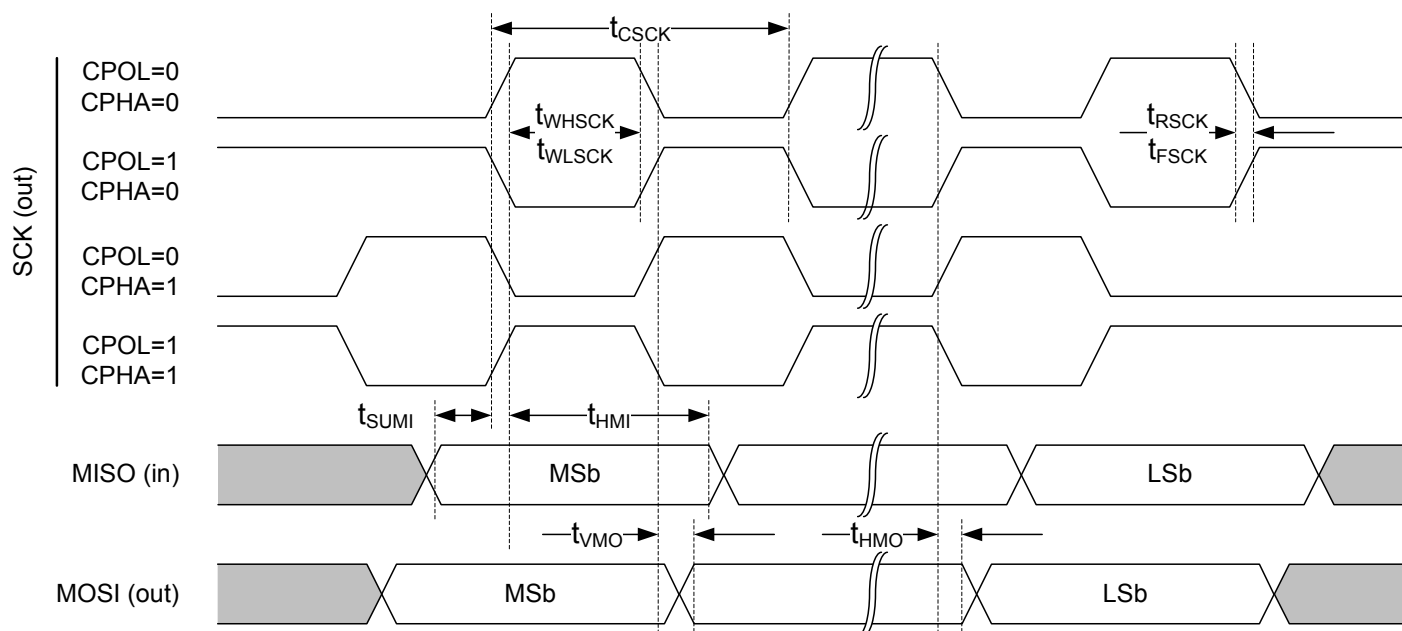 tCSCK
SCK (out)
CPOL=0
CPHA=0
tWHSCK
tWLSCK
tRSCK
tFSCK
CPOL=1
CPHA=0
CPOL=0
CPHA=1
CPOL=1
CPHA=1
tSUMI
tHMI
MISO (in)
MSb
LSb
tVMO
tHMO
MOSI (out)
MSb
LSb